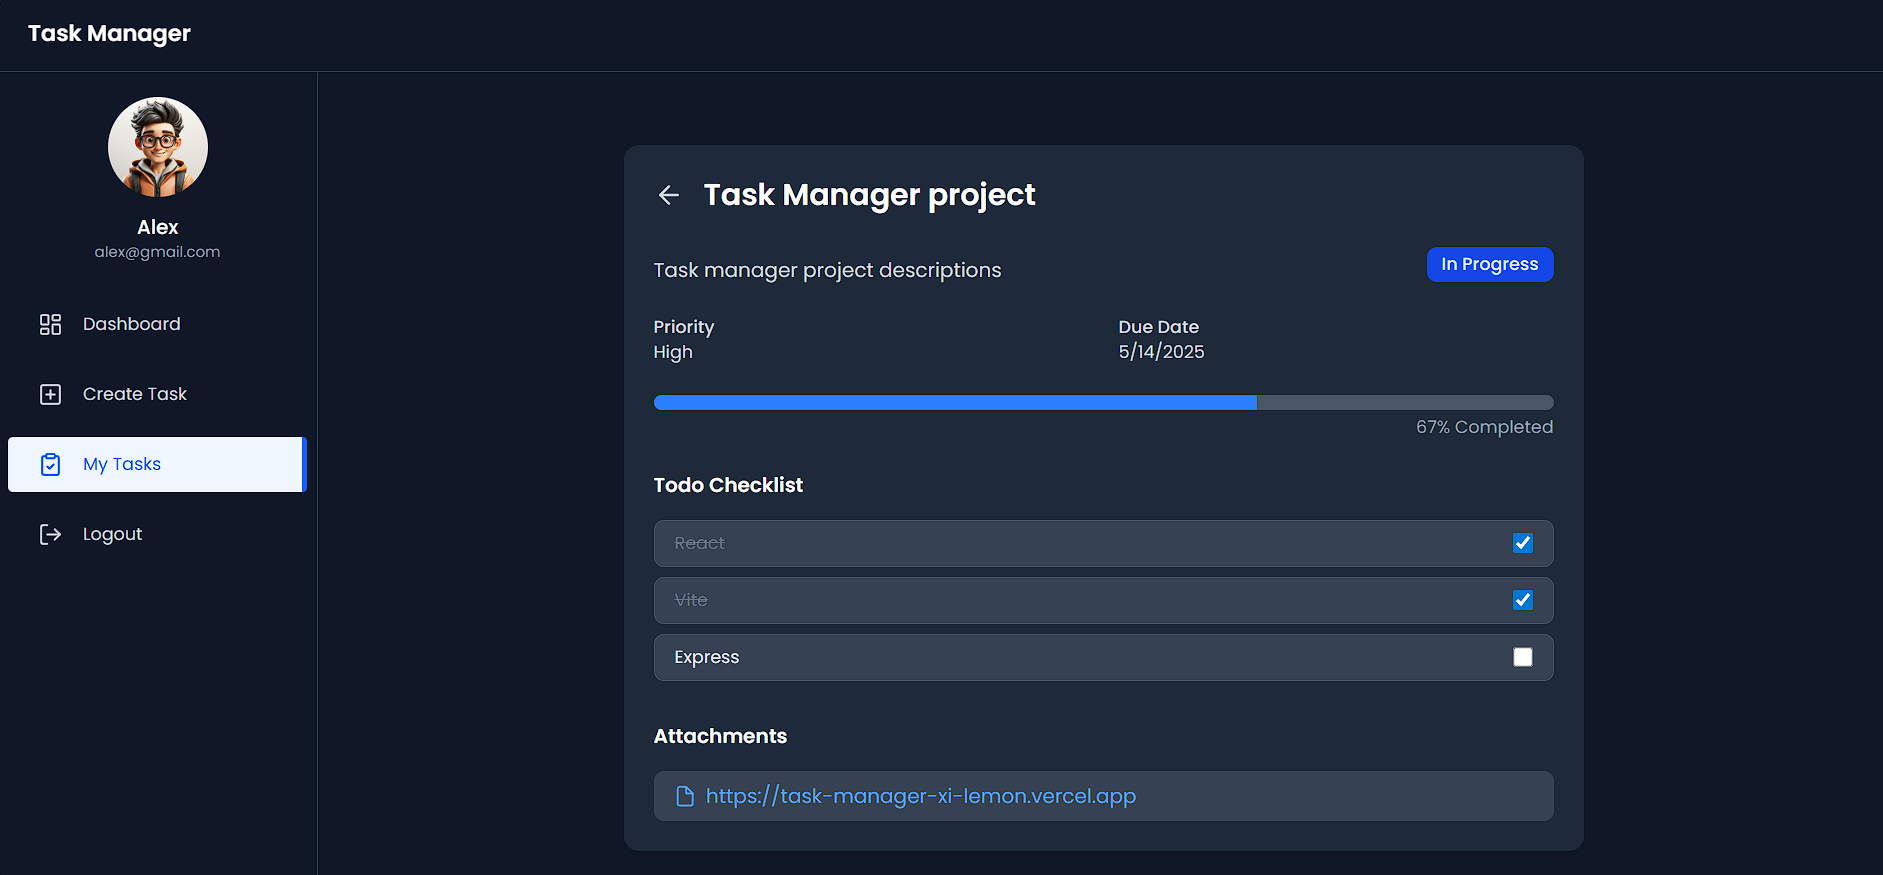 Task Manager
Alex
alex@gmail.com
Dashboard
Create Task
My Tasks
Logout
Task Manager project
Task manager project descriptions
In Progress
Priority
High
Due Date
5/14/2025
67% Completed
Todo Checklist
React
Vite
Express
Attachments
https://task-manager-xi-lemon.vercel.app